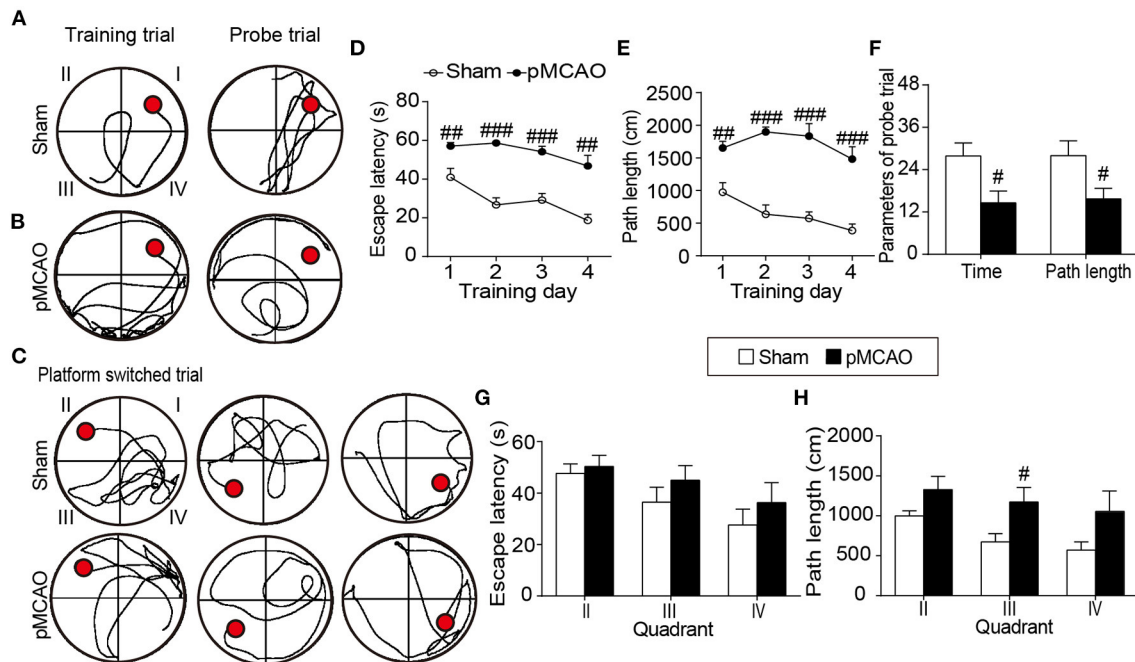 A
Training trial
Probe trial
II
I
Sham
III
IV
B
pMCAO
C
Platform switched trial
II
I
Sham
III
IV
pMCAO
D
Sham
pMCAO
Escape latency (s)
80
60
40
20
0
##
###
###
##
1
2
3
4
Training day
E
Path length (cm)
2500
2000
1500
1000
500
0
##
###
###
###
1
2
3
4
Training day
F
Parameters of probe trial
48
36
24
12
0
#
#
Time
Path length
Sham
pMCAO
G
Escape latency (s)
60
40
20
0
II
III
IV
Quadrant
H
Path length (cm)
2000
1500
1000
500
0
#
II
III
IV
Quadrant